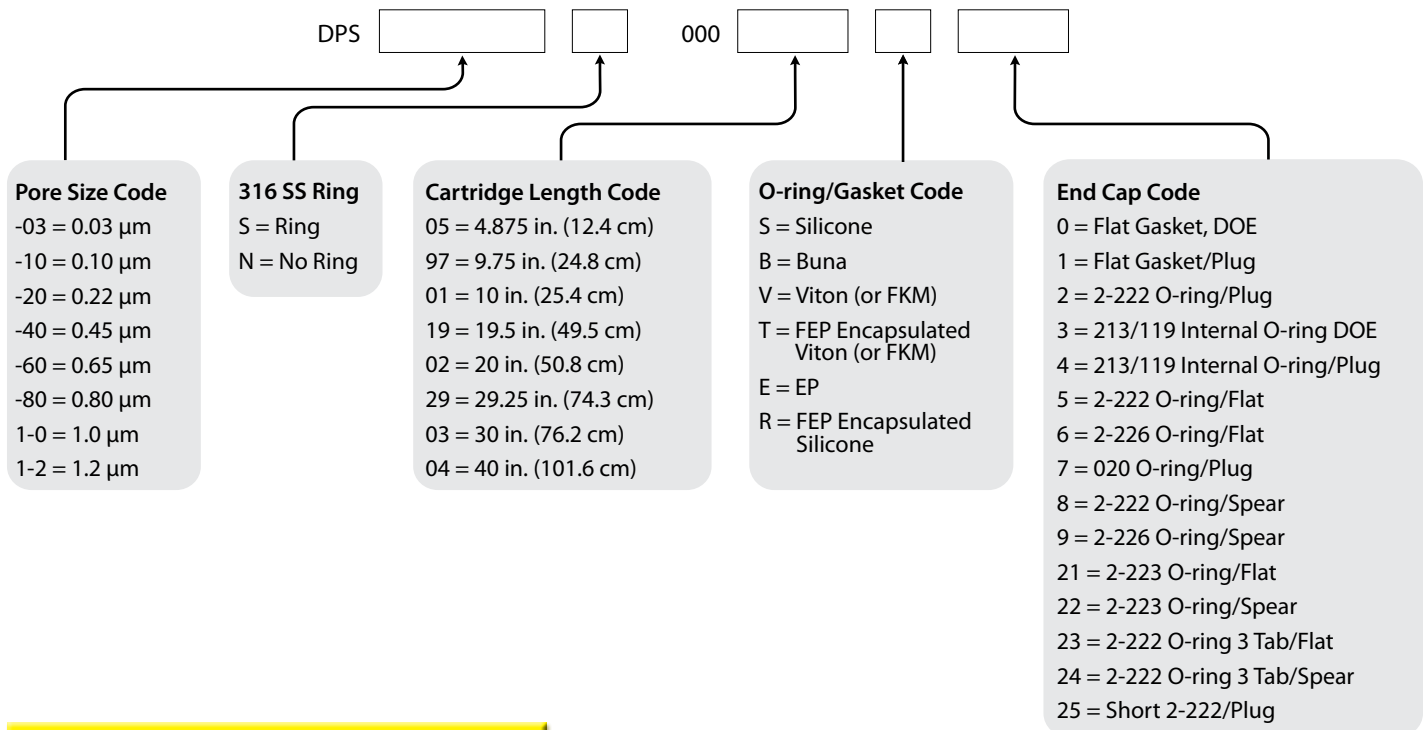 DPS 000
Pore Size Code
-03 = 0.03 µm
-10 = 0.10 µm
-20 = 0.22 µm
-40 = 0.45 µm
-60 = 0.65 µm
-80 = 0.80 µm
1-0 = 1.0 µm
1-2 = 1.2 µm
316 SS Ring
S = Ring
N = No Ring
Cartridge Length Code
05 = 4.875 in. (12.4 cm)
97 = 9.75 in. (24.8 cm)
01 = 10 in. (25.4 cm)
19 = 19.5 in. (49.5 cm)
02 = 20 in. (50.8 cm)
29 = 29.25 in. (74.3 cm)
03 = 30 in. (76.2 cm)
04 = 40 in. (101.6 cm)
O-ring/Gasket Code
S = Silicone
B = Buna
V = Viton (or FKM)
T = FEP Encapsulated
Viton (or FKM)
E = EP
R = FEP Encapsulated
Silicone
End Cap Code
0 = Flat Gasket, DOE
1 = Flat Gasket/Plug
2 = 2-222 O-ring/Plug
3 = 213/119 Internal O-ring DOE
4 = 213/119 Internal O-ring/Plug
5 = 2-222 O-ring/Flat
6 = 2-226 O-ring/Flat
7 = 020 O-ring/Plug
8 = 2-222 O-ring/Spear
9 = 2-226 O-ring/Spear
21 = 2-223 O-ring/Flat
22 = 2-223 O-ring/Spear
23 = 2-222 O-ring 3 Tab/Flat
24 = 2-222 O-ring 3 Tab/Spear
25 = Short 2-222/Plug